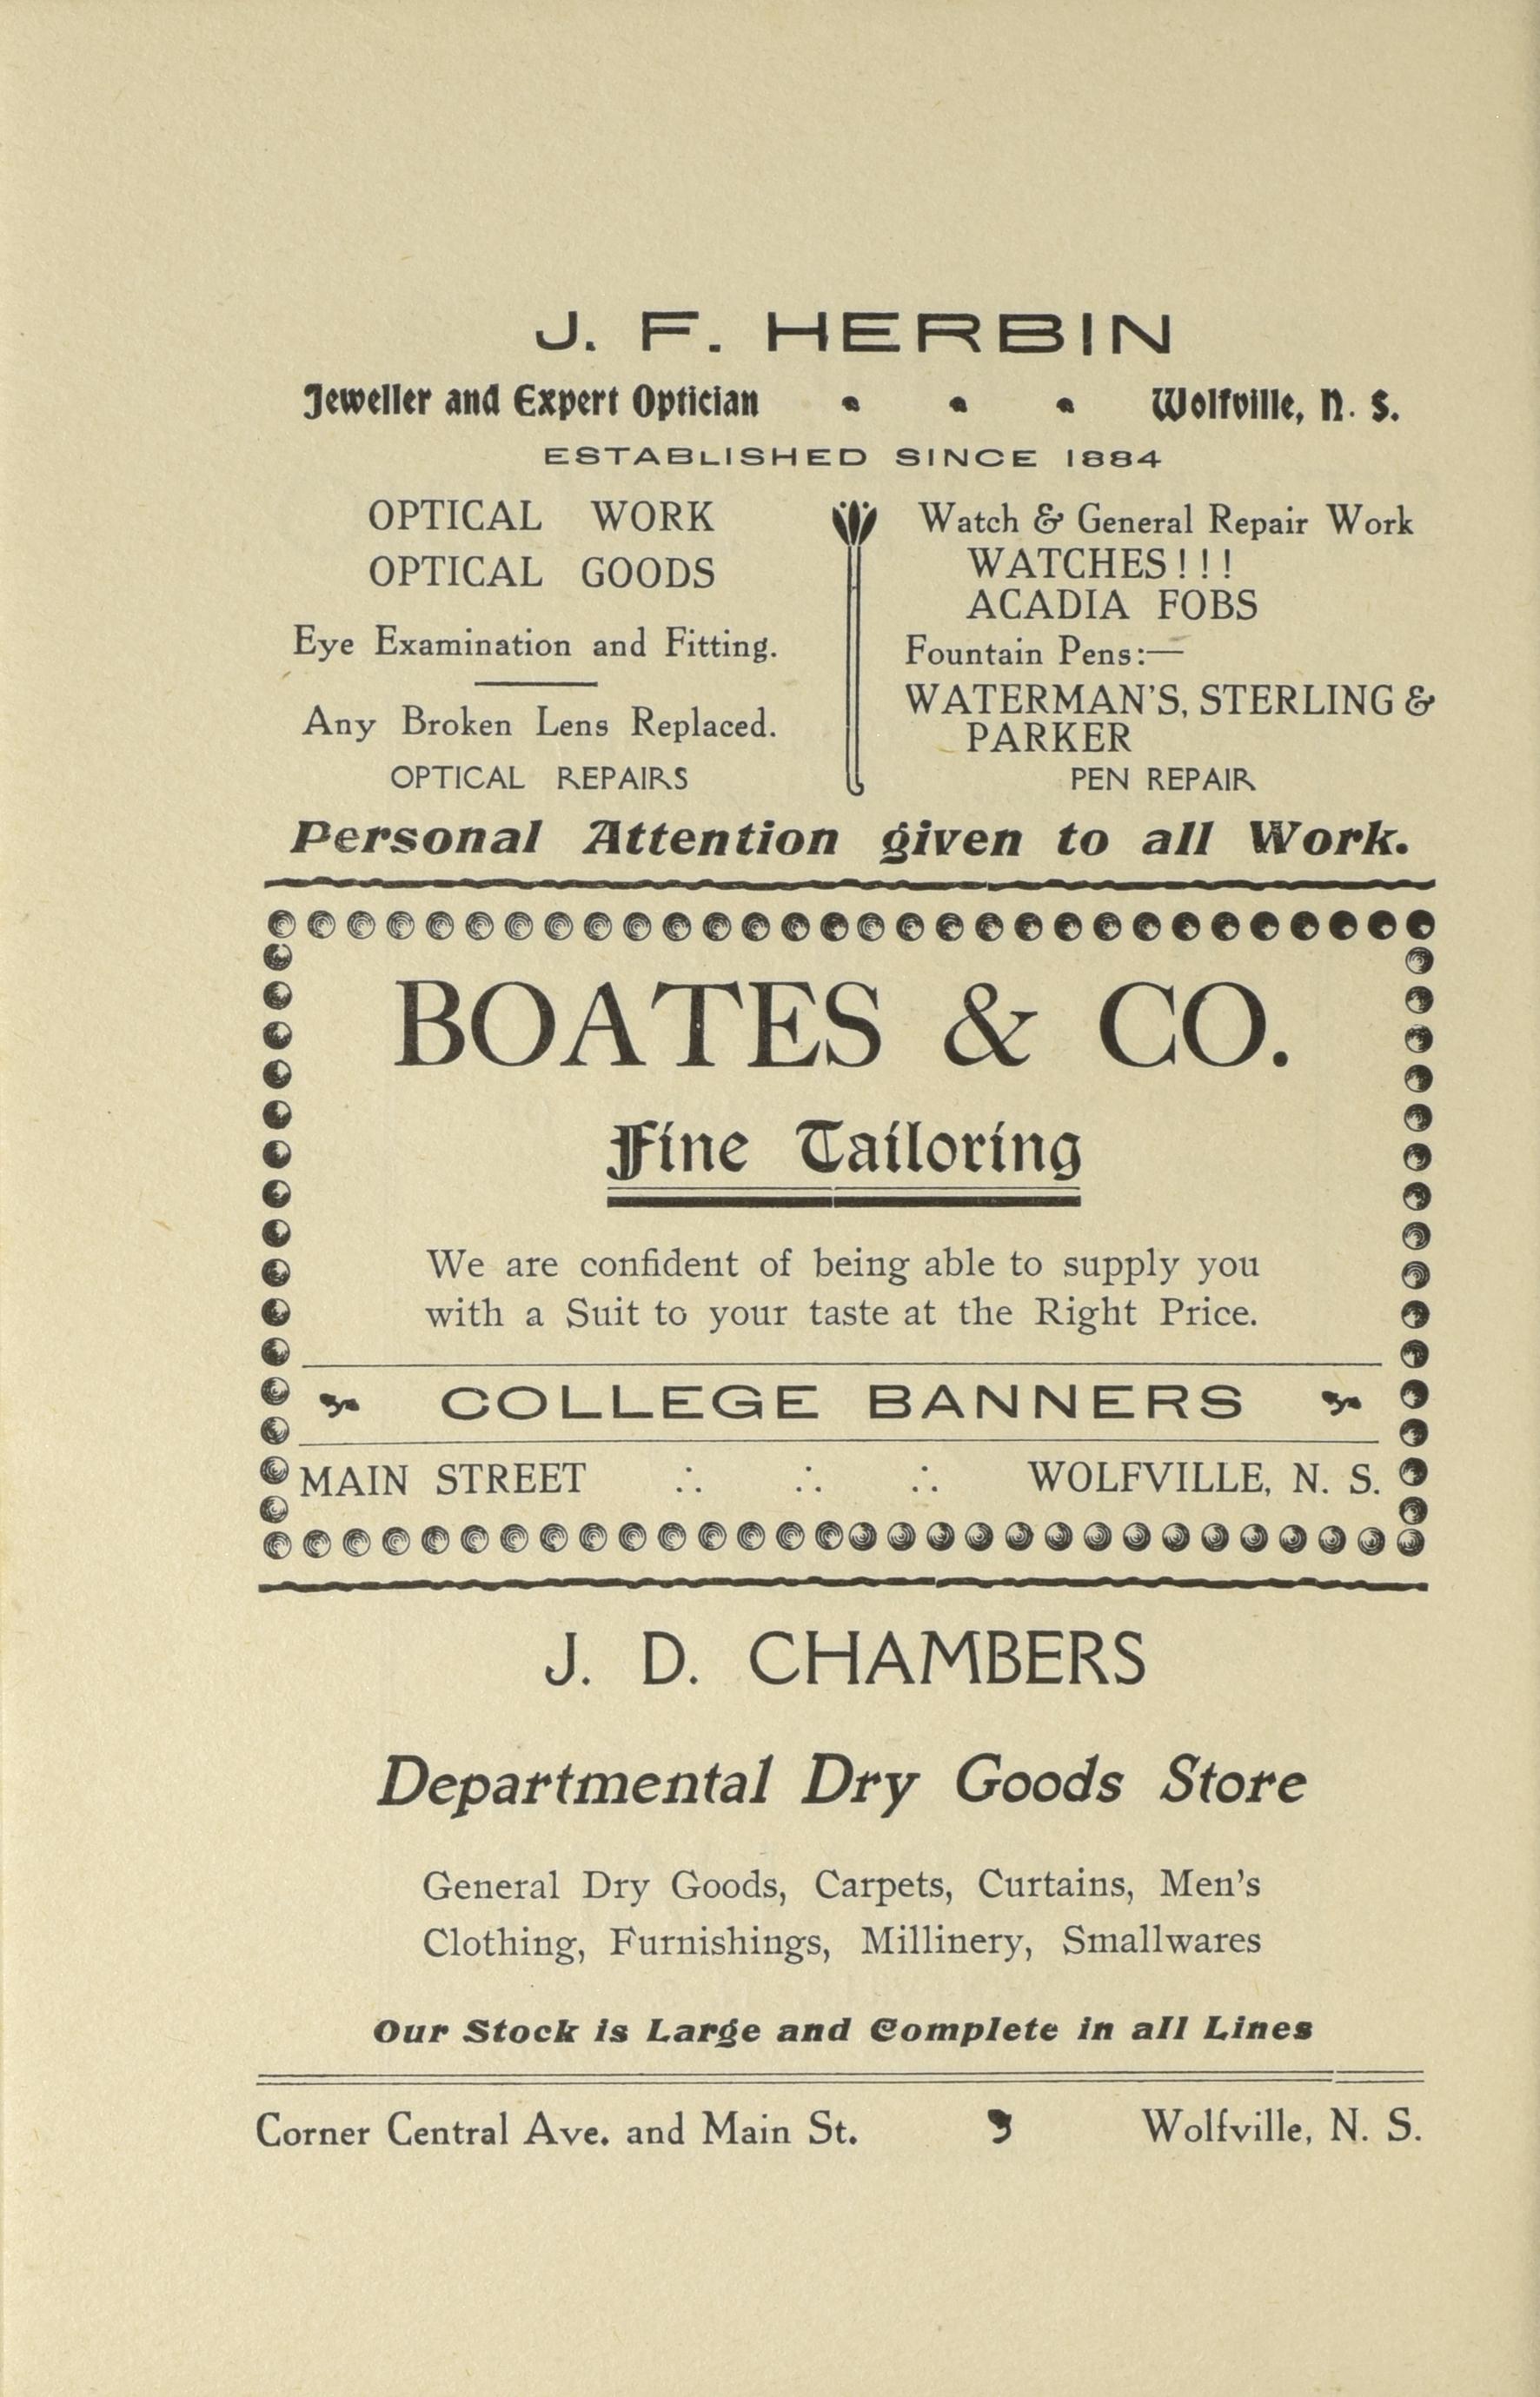 J. F. HERBIN
Jeweller and Expert Optician • • • Wolfville, N. S.
ESTABLISHED SINCE 1884
OPTICAL WORK
OPTICAL GOODS
Eye Examination and Fitting.
Any Broken Lens Replaced.
OPTICAL REPAIRS
Watch & General Repair Work
WATCHES!!!
ACADIA FOBS
Fountain Pens:—
WATERMAN'S, STERLING &
PARKER
PEN REPAIR
Personal Attention given to all Work.
BOATES & CO.
Fine Tailoring
We are confident of being able to supply you
with a Suit to your taste at the Right Price.
COLLEGE BANNERS
MAIN STREET ∴ ∴ ∴ WOLFVILLE, N. S.
J. D. CHAMBERS
Departmental Dry Goods Store
General Dry Goods, Carpets, Curtains, Men's
Clothing, Furnishings, Millinery, Smallwares
Our Stock is Large and Complete in all Lines
Corner Central Ave. and Main St. Wolfville, N. S.